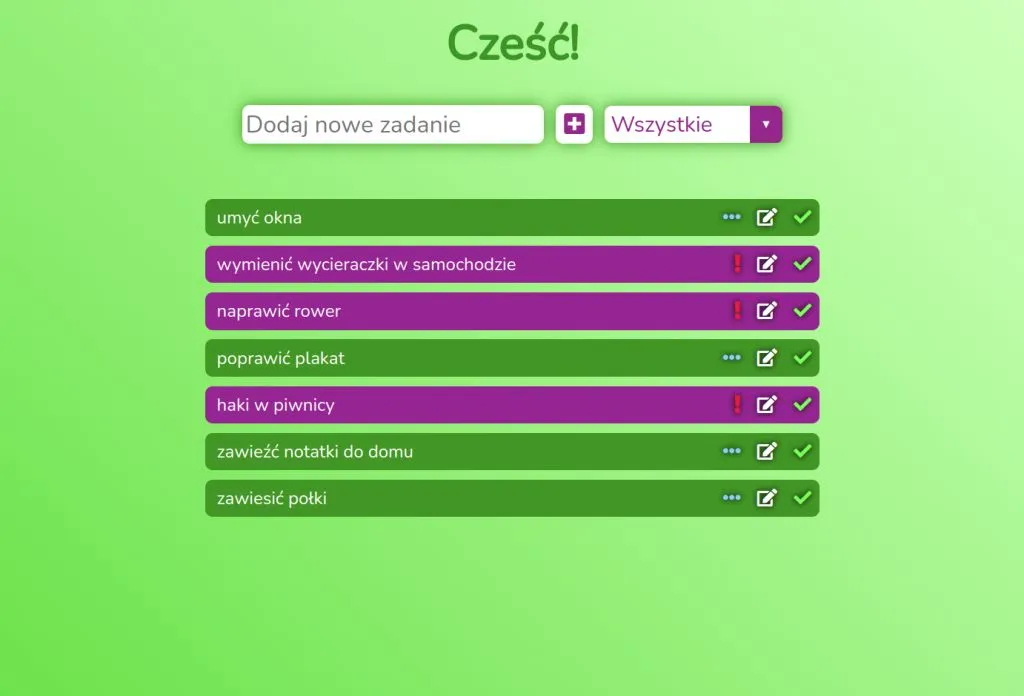 Cześć!
Dodaj nowe zadanie
Wszystkie
umyć okna
wymienić wycieraczki w samochodzie
naprawić rower
poprawić plakat
haki w piwnicy
zawieźć notatki do domu
zawiesić połki